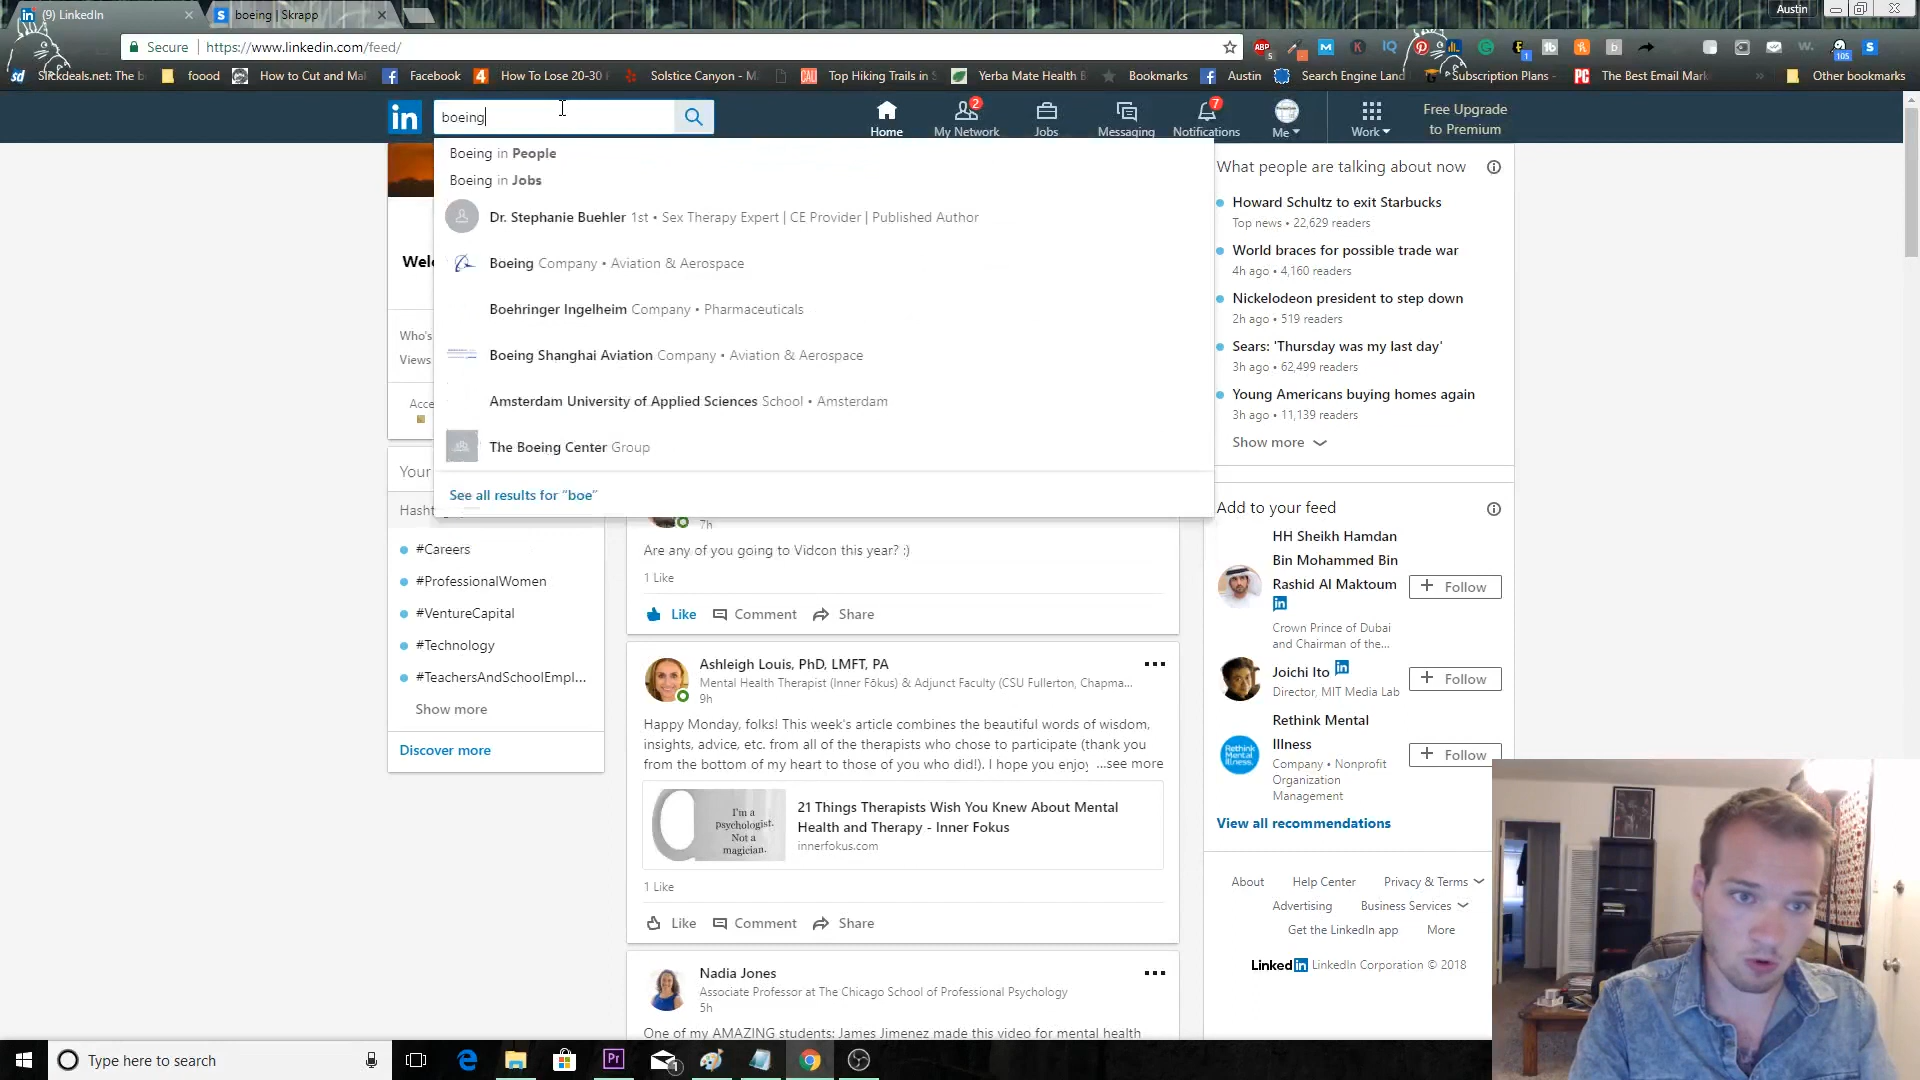 (9) LinkedIn
boeing | Skrapp
Austin
Secure
https://www.linkedin.com/feed/
Slickdeals.net: The b
foood
How to Cut and Ma
Facebook
How To Lose 20-30
Solstice Canyon - M
Top Hiking Trails in
Yerba Mate Health B
Bookmarks
Austin
Search Engine Land
Subscription Plans -
The Best Email Mark
Other bookmarks
boeing
Home
My Network
2
Jobs
Messaging
Notifications
7
Me
Work
Free Upgrade
to Premium
Boeing in People
Boeing in Jobs
Dr. Stephanie Buehler 1st • Sex Therapy Expert | CE Provider | Published Author
Boeing Company • Aviation & Aerospace
Boehringer Ingelheim Company • Pharmaceuticals
Boeing Shanghai Aviation Company • Aviation & Aerospace
Amsterdam University of Applied Sciences School • Amsterdam
The Boeing Center Group
See all results for “boe”
Welc
Who's
Views
Acce
Your
Hasht
#Careers
#ProfessionalWomen
#VentureCapital
#Technology
#TeachersAndSchoolEmpl...
Show more
Discover more
7h
Are any of you going to Vidcon this year? :)
1 Like
Like
Comment
Share
Ashleigh Louis, PhD, LMFT, PA
Mental Health Therapist (Inner Fōkus) & Adjunct Faculty (CSU Fullerton, Chapma...
9h
Happy Monday, folks! This week's article combines the beautiful words of wisdom,
insights, advice, etc. from all of the therapists who chose to participate (thank you
from the bottom of my heart to those of you who did!). I hope you enjoy ...see more
I'm a
psychologist.
Not a
magician.
21 Things Therapists Wish You Knew About Mental
Health and Therapy - Inner Fokus
innerfokus.com
1 Like
Like
Comment
Share
Nadia Jones
Associate Professor at The Chicago School of Professional Psychology
5h
One of my AMAZING students: James Jimenez made this video for mental health
What people are talking about now
Howard Schultz to exit Starbucks
Top news • 22,629 readers
World braces for possible trade war
4h ago • 4,160 readers
Nickelodeon president to step down
2h ago • 519 readers
Sears: 'Thursday was my last day'
3h ago • 62,499 readers
Young Americans buying homes again
3h ago • 11,139 readers
Show more
Add to your feed
HH Sheikh Hamdan
Bin Mohammed Bin
Rashid Al Maktoum
Crown Prince of Dubai
and Chairman of the...
+ Follow
Joichi Ito
Director, MIT Media Lab
+ Follow
Rethink Mental
Illness
Rethink
Mental
Illness.
Company • Nonprofit
Organization
Management
+ Follow
View all recommendations
About
Help Center
Privacy & Terms
Advertising
Business Services
Get the LinkedIn app
More
LinkedIn LinkedIn Corporation © 2018
Type here to search